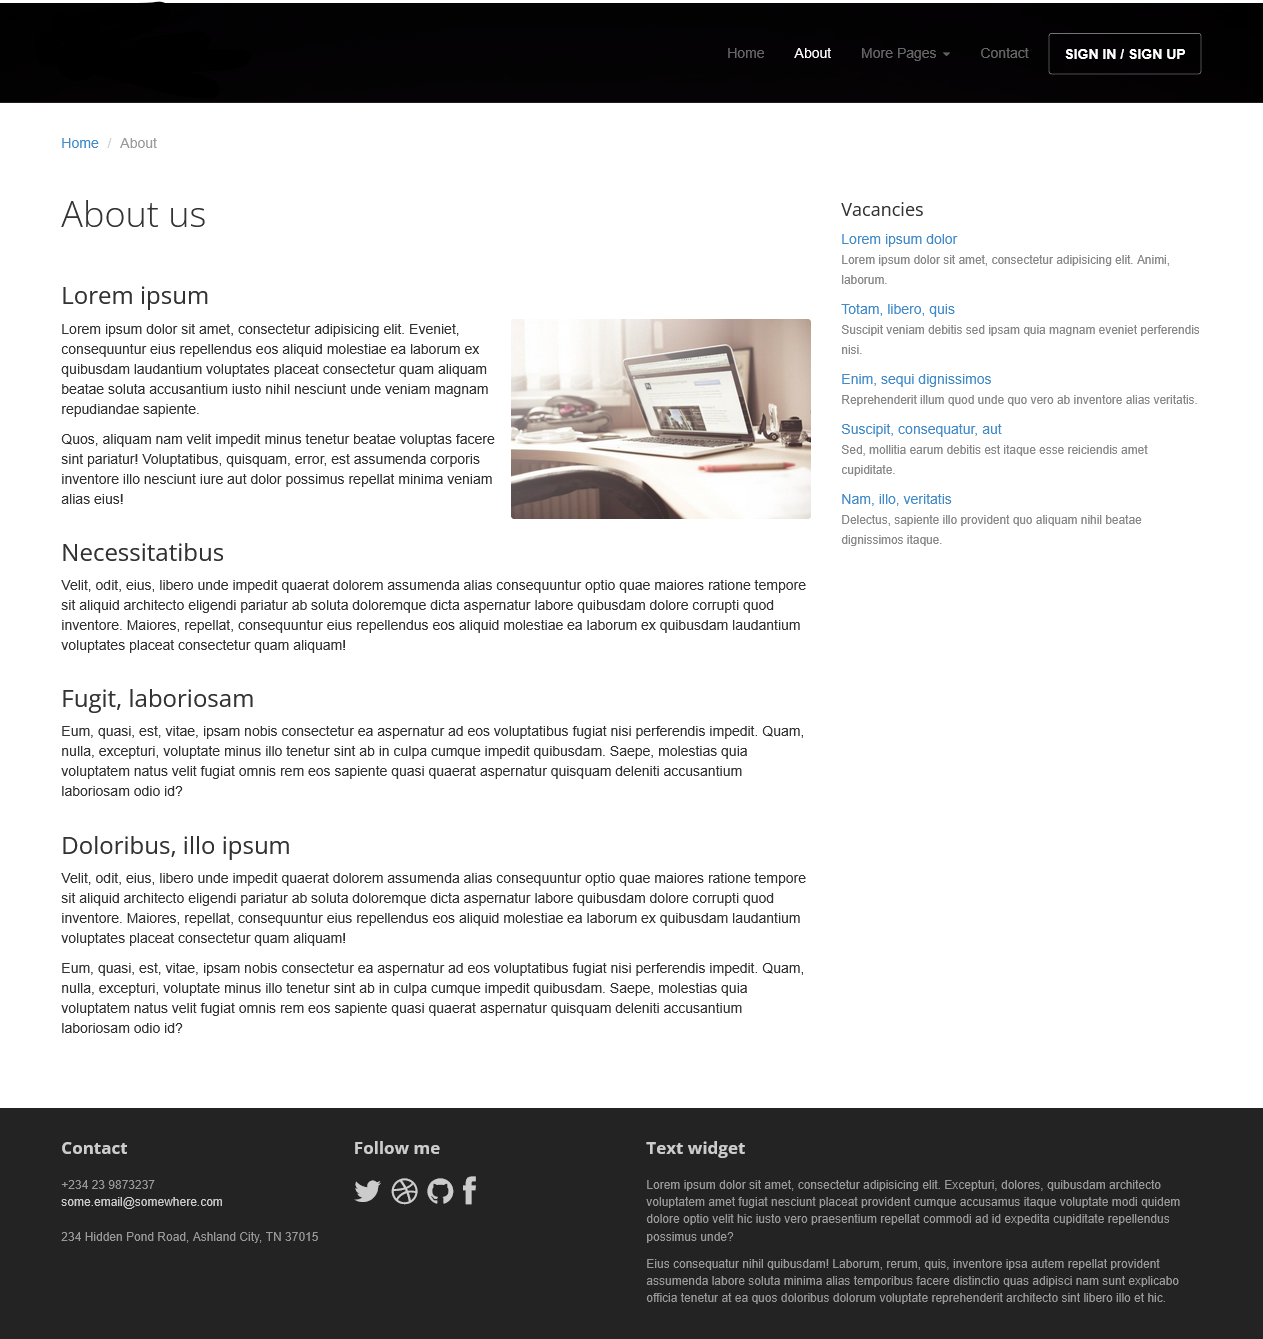 Home About More Pages Contact SIGN IN / SIGN UP
Home / About
About us
Lorem ipsum
Lorem ipsum dolor sit amet, consectetur adipisicing elit. Eveniet,
consequuntur eius repellendus eos aliquid molestiae ea laborum ex
quibusdam laudantium voluptates placeat consectetur quam aliquam
beatae soluta accusantium iusto nihil nesciunt unde veniam magnam
repudiandae sapiente.
Quos, aliquam nam velit impedit minus tenetur beatae voluptas facere
sint pariatur! Voluptatibus, quisquam, error, est assumenda corporis
inventore illo nesciunt iure aut dolor possimus repellat minima veniam
alias eius!
Necessitatibus
Velit, odit, eius, libero unde impedit quaerat dolorem assumenda alias consequuntur optio quae maiores ratione tempore
sit aliquid architecto eligendi pariatur ab soluta doloremque dicta aspernatur labore quibusdam dolore corrupti quod
inventore. Maiores, repellat, consequuntur eius repellendus eos aliquid molestiae ea laborum ex quibusdam laudantium
voluptates placeat consectetur quam aliquam!
Fugit, laboriosam
Eum, quasi, est, vitae, ipsam nobis consectetur ea aspernatur ad eos voluptatibus fugiat nisi perferendis impedit. Quam,
nulla, excepturi, voluptate minus illo tenetur sint ab in culpa cumque impedit quibusdam. Saepe, molestias quia
voluptatem natus velit fugiat omnis rem eos sapiente quasi quaerat aspernatur quisquam deleniti accusantium
laboriosam odio id?
Doloribus, illo ipsum
Velit, odit, eius, libero unde impedit quaerat dolorem assumenda alias consequuntur optio quae maiores ratione tempore
sit aliquid architecto eligendi pariatur ab soluta doloremque dicta aspernatur labore quibusdam dolore corrupti quod
inventore. Maiores, repellat, consequuntur eius repellendus eos aliquid molestiae ea laborum ex quibusdam laudantium
voluptates placeat consectetur quam aliquam!
Eum, quasi, est, vitae, ipsam nobis consectetur ea aspernatur ad eos voluptatibus fugiat nisi perferendis impedit. Quam,
nulla, excepturi, voluptate minus illo tenetur sint ab in culpa cumque impedit quibusdam. Saepe, molestias quia
voluptatem natus velit fugiat omnis rem eos sapiente quasi quaerat aspernatur quisquam deleniti accusantium
laboriosam odio id?
Vacancies
Lorem ipsum dolor
Lorem ipsum dolor sit amet, consectetur adipisicing elit. Animi,
laborum.
Totam, libero, quis
Suscipit veniam debitis sed ipsam quia magnam eveniet perferendis
nisi.
Enim, sequi dignissimos
Reprehenderit illum quod unde quo vero ab inventore alias veritatis.
Suscipit, consequatur, aut
Sed, mollitia earum debitis est itaque esse reiciendis amet
cupiditate.
Nam, illo, veritatis
Delectus, sapiente illo provident quo aliquam nihil beatae
dignissimos itaque.
Contact
+234 23 9873237
some.email@somewhere.com
234 Hidden Pond Road, Ashland City, TN 37015
Follow me
Text widget
Lorem ipsum dolor sit amet, consectetur adipisicing elit. Excepturi, dolores, quibusdam architecto
voluptatem amet fugiat nesciunt placeat provident cumque accusamus itaque voluptate modi quidem
dolore optio velit hic iusto vero praesentium repellat commodi ad id expedita cupiditate repellendus
possimus unde?
Eius consequatur nihil quibusdam! Laborum, rerum, quis, inventore ipsa autem repellat provident
assumenda labore soluta minima alias temporibus facere distinctio quas adipisci nam sunt explicabo
officia tenetur at ea quos doloribus dolorum voluptate reprehenderit architecto sint libero illo et hic.